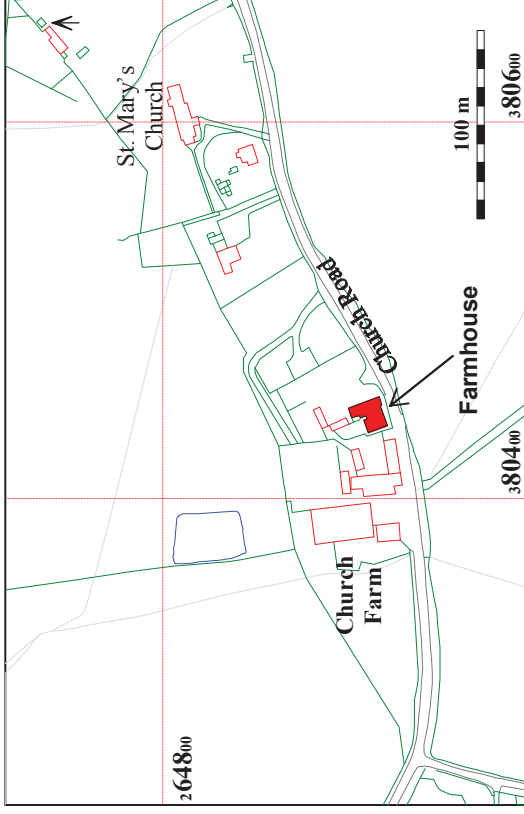 St. Mary's
Church
Church Road
Farmhouse
Church
Farm
100 m
380600
380400
264800